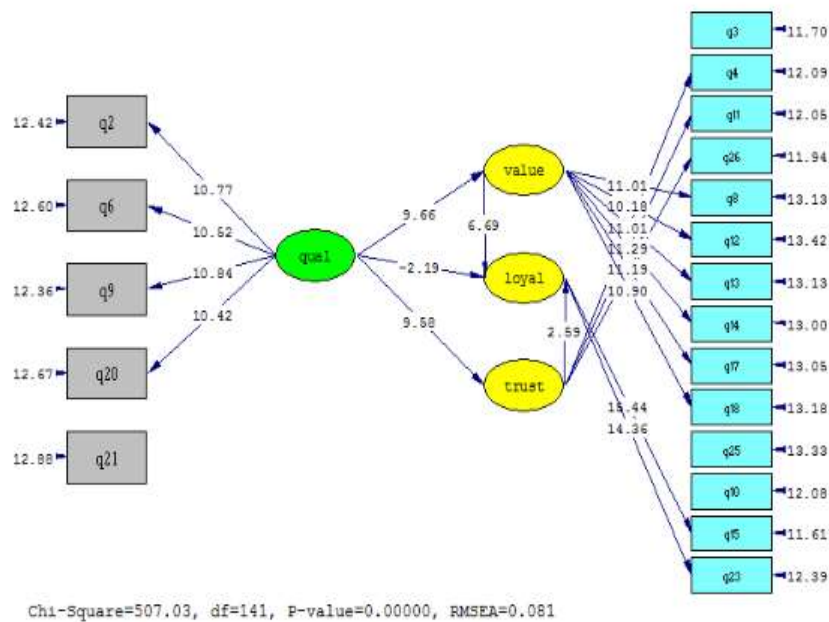 q3
11.70
q4
12.09
q11
12.05
12.42
q2
q26
11.94
10.77
value
11.01
q8
13.13
10.18
12.60
q6
9.66
11.01
q12
13.42
6.69
11.29
10.52
qual
-2.19
loyal
11.19
q13
13.13
12.36
q9
10.84
10.90
10.42
9.58
2.59
q14
13.00
12.67
q20
trust
q17
13.05
15.44
q18
13.18
14.36
12.88
q21
q25
13.33
q10
12.08
q15
11.61
q23
12.39
Chi-Square=507.03, df=141, P-value=0.00000, RMSEA=0.081